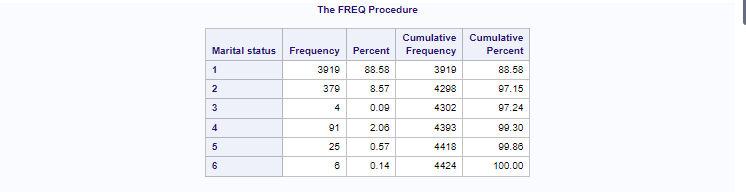 The FREQ Procedure
Marital status Frequency Percent Cumulative Frequency Cumulative Percent
1 3919 88.58 3919 88.58
2 379 8.57 4298 97.15
3 4 0.09 4302 97.24
4 91 2.06 4393 99.30
5 25 0.57 4418 99.86
6 6 0.14 4424 100.00